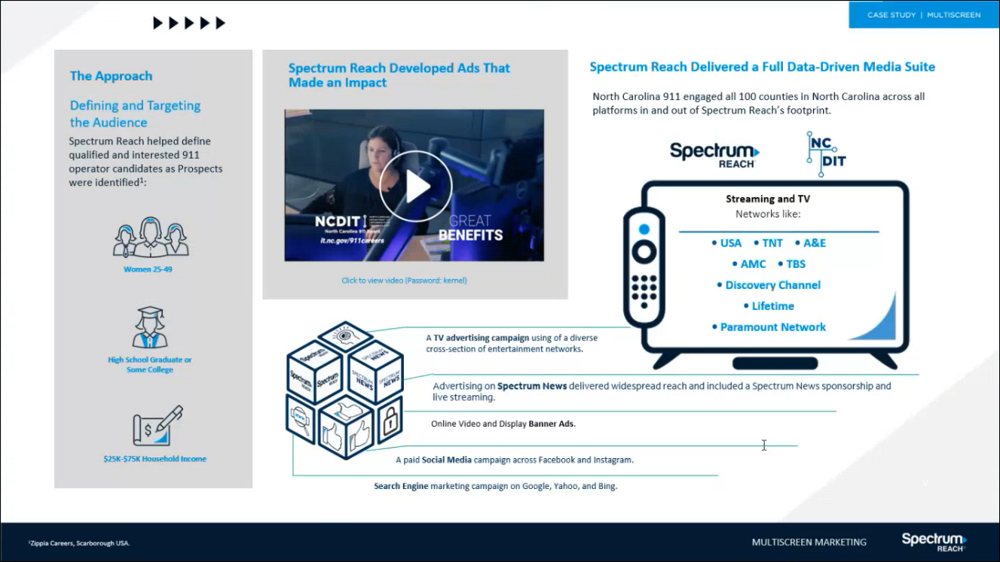 CASE STUDY | MULTISCREEN
The Approach
Defining and Targeting
the Audience
Spectrum Reach helped define
qualified and interested 911
operator candidates as Prospects
were identified¹:
Women 25-49
High School Graduate or
Some College
$25K-$75K Household Income
Spectrum Reach Developed Ads That
Made an Impact
NCDIT
North Carolina 911 Board
it.nc.gov/911careers
GREAT
BENEFITS
Click to view video (Password: kernel)
Spectrum Reach Delivered a Full Data-Driven Media Suite
North Carolina 911 engaged all 100 counties in North Carolina across all
platforms in and out of Spectrum Reach's footprint.
Spectrum
REACH
NC
DIT
Streaming and TV
Networks like:
• USA • TNT • A&E
• AMC • TBS
• Discovery Channel
• Lifetime
• Paramount Network
Spectrum REACH
SPECTRUM NEWS
SPECTRUM NEWS
SPECTRUM NEWS
Spectrum
Spectrum
www
A TV advertising campaign using of a diverse
cross-section of entertainment networks.
Advertising on Spectrum News delivered widespread reach and included a Spectrum News sponsorship and
live streaming.
Online Video and Display Banner Ads.
A paid Social Media campaign across Facebook and Instagram.
Search Engine marketing campaign on Google, Yahoo, and Bing.
¹Zippia Careers, Scarborough USA.
MULTISCREEN MARKETING
Spectrum
REACH